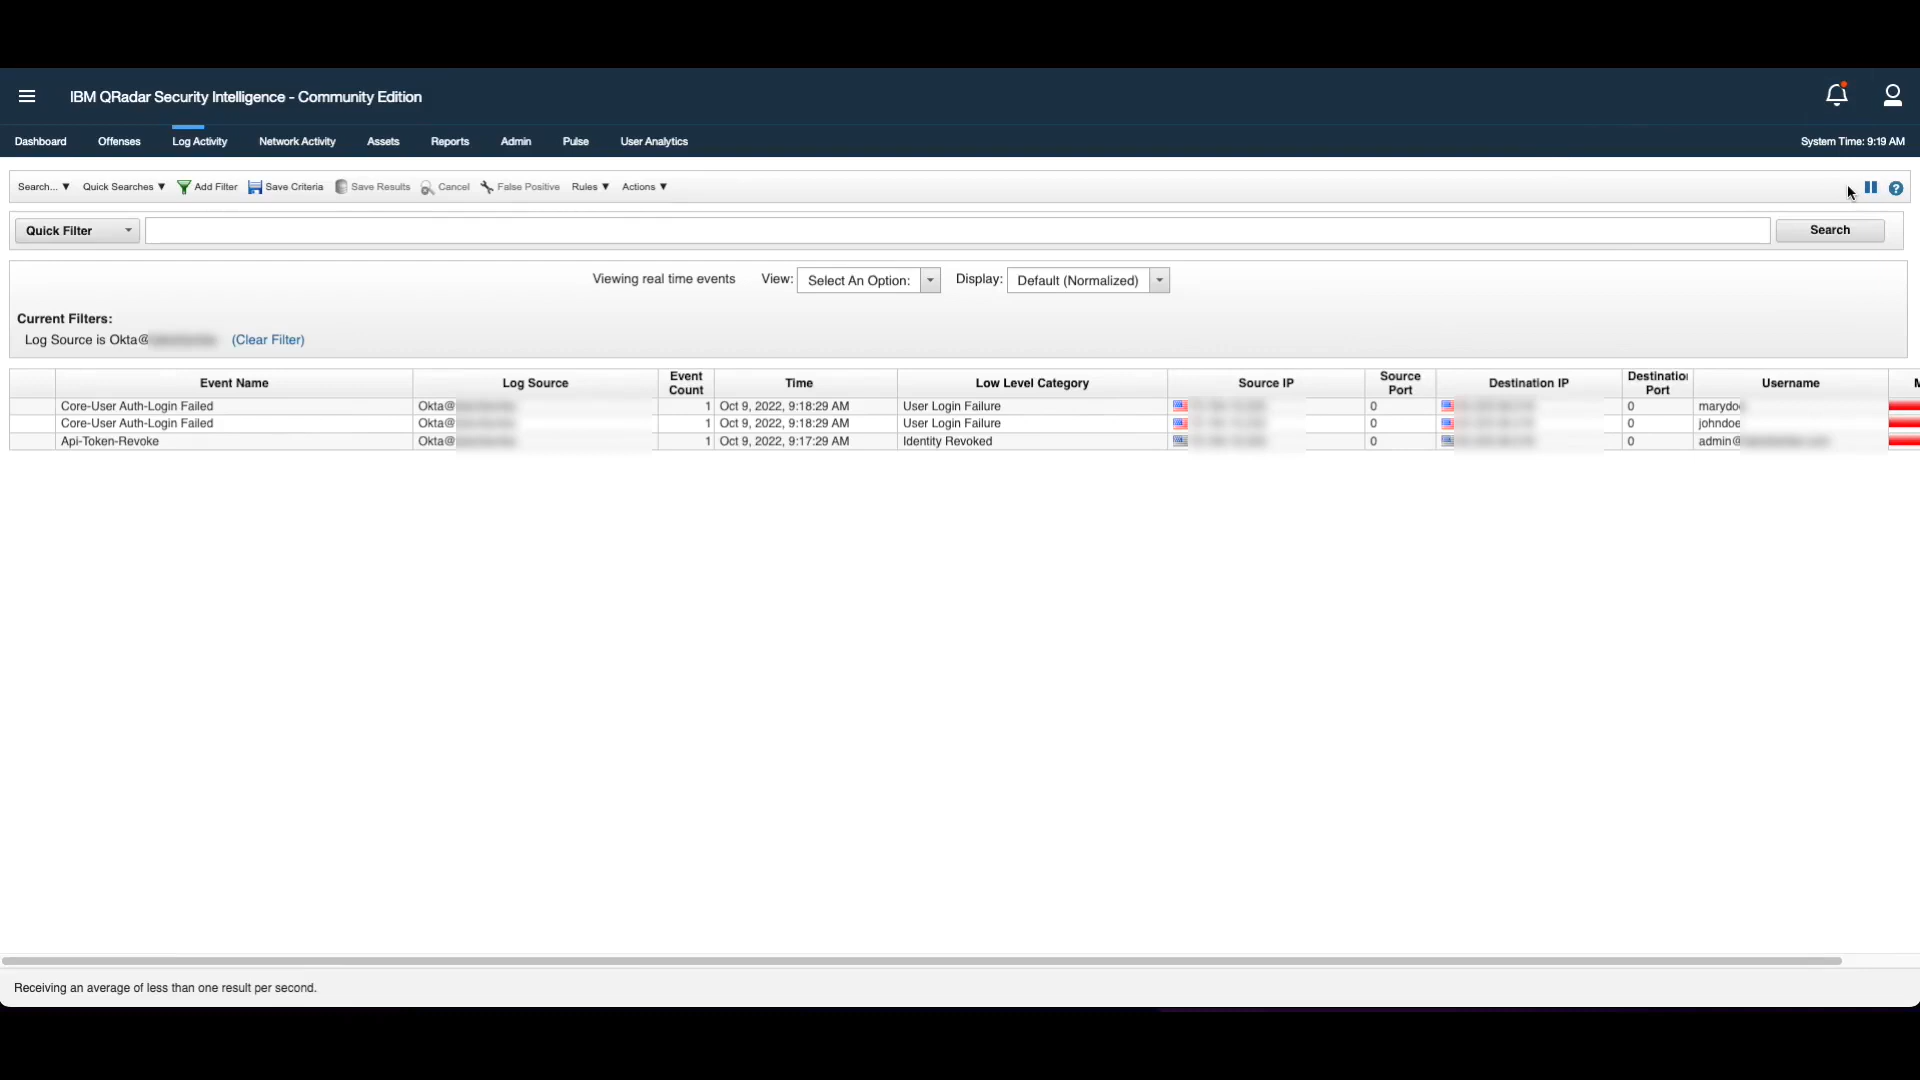 IBM QRadar Security Intelligence - Community Edition
Dashboard Offenses Log Activity Network Activity Assets Reports Admin Pulse User Analytics System Time: 9:19 AM
Search... ▼ Quick Searches ▼ Add Filter Save Criteria Save Results Cancel False Positive Rules ▼ Actions ▼ ?
Quick Filter Search
Viewing real time events View: Select An Option: Display: Default (Normalized)
Current Filters:
Log Source is Okta@ (Clear Filter)
Event Name Log Source Event Count Time Low Level Category Source IP Source Port Destination IP Destination Port Username M
Core-User Auth-Login Failed Okta@ 1 Oct 9, 2022, 9:18:29 AM User Login Failure 0 0 marydoe
Core-User Auth-Login Failed Okta@ 1 Oct 9, 2022, 9:18:29 AM User Login Failure 0 0 johndoe
Api-Token-Revoke Okta@ 1 Oct 9, 2022, 9:17:29 AM Identity Revoked 0 0 admin@
Receiving an average of less than one result per second.